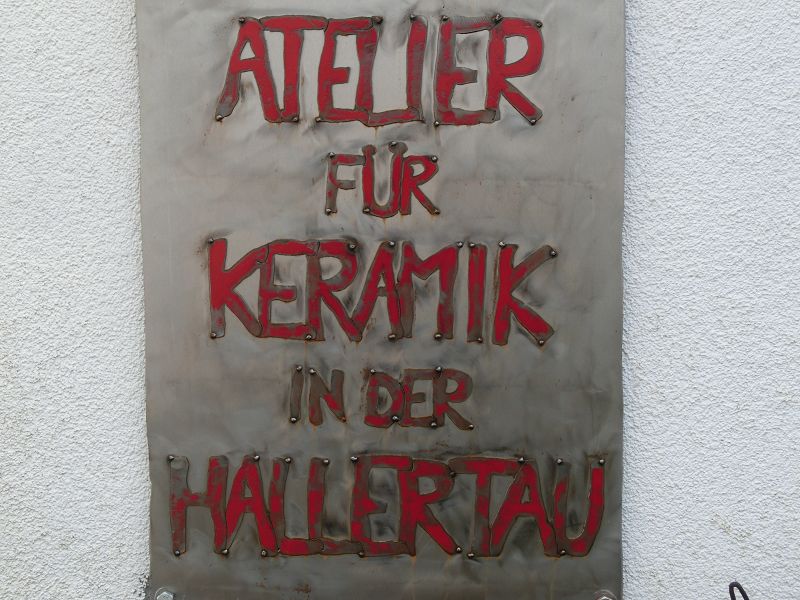 ATELIER
FÜR
KERAMIK
IN DER
HALLERTAU